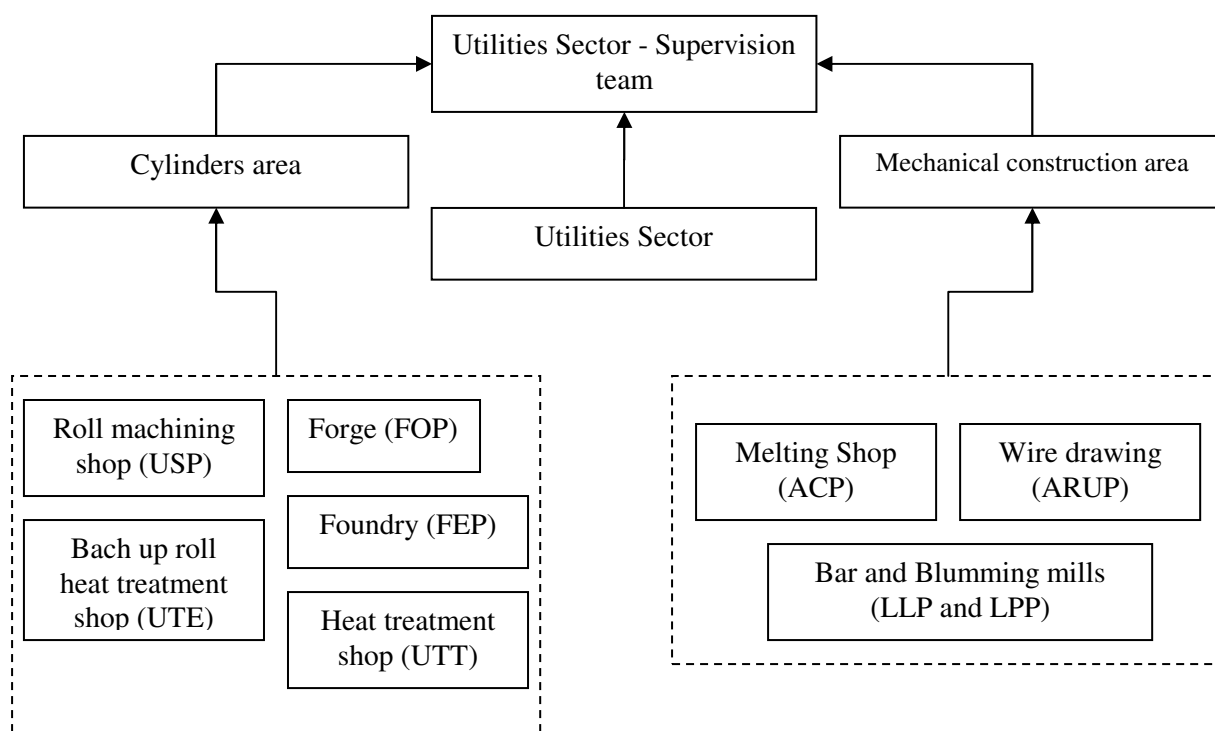 Utilities Sector - Supervision
team
Cylinders area
Mechanical construction area
Utilities Sector
Roll machining
shop (USP)
Forge (FOP)
Foundry (FEP)
Bach up roll
heat treatment
shop (UTE)
Heat treatment
shop (UTT)
Melting Shop
(ACP)
Wire drawing
(ARUP)
Bar and Blumming mills
(LLP and LPP)